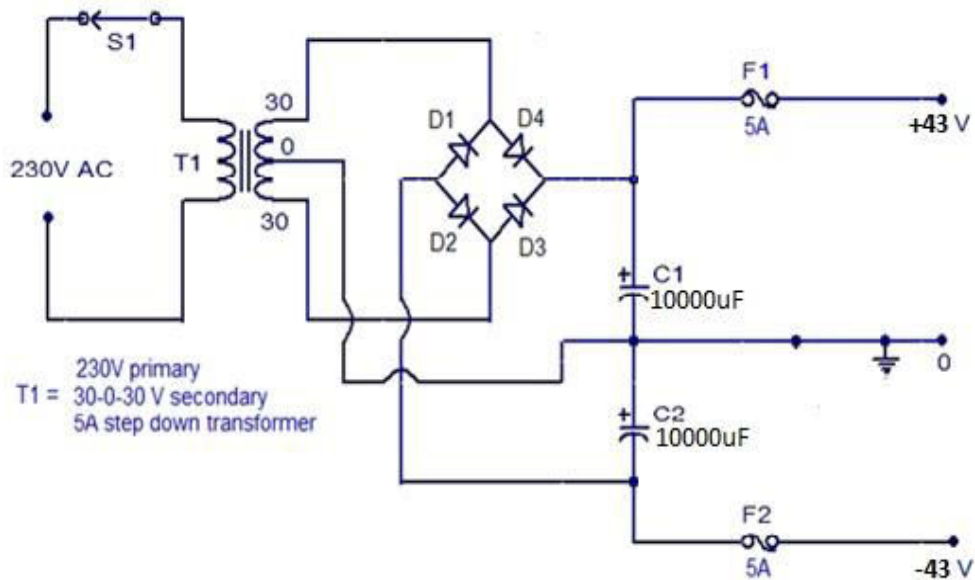 S1
230V AC
T1
30
0
30
D1
D4
D2
D3
F1
5A
+43 V
+
C1
10000uF
0
+
C2
10000uF
F2
5A
-43 V
230V primary
T1 = 30-0-30 V secondary
5A step down transformer